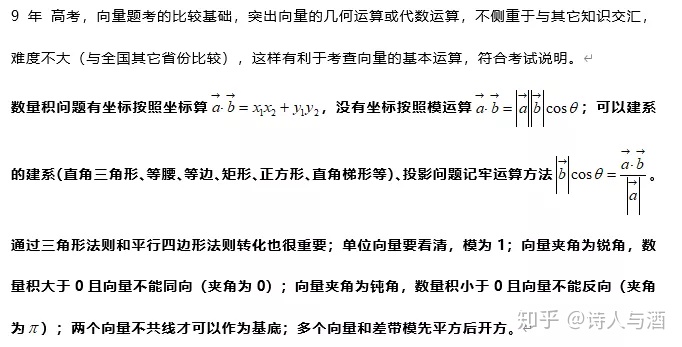 9 年 高考，向量题考的比较基础，突出向量的几何运算或代数运算，不侧重于与其它知识交汇，
难度不大（与全国其它省份比较），这样有利于考查向量的基本运算，符合考试说明。↵
数量积问题有坐标按照坐标算 $\overrightarrow{a}\cdot\overrightarrow{b}=x_1x_2+y_1y_2$，没有坐标按照模运算 $\overrightarrow{a}\cdot\overrightarrow{b}=|\overrightarrow{a}||\overrightarrow{b}|\cos\theta$；可以建系
的建系(直角三角形、等腰、等边、矩形、正方形、直角梯形等)、投影问题记牢运算方法 $|\overrightarrow{b}|\cos\theta=\frac{\overrightarrow{a}\cdot\overrightarrow{b}}{|\overrightarrow{a}|}$。
通过三角形法则和平行四边形法则转化也很重要；单位向量要看清，模为 1；向量夹角为锐角，数
量积大于 0 且向量不能同向（夹角为 0）；向量夹角为钝角，数量积小于 0 且向量不能反向（夹角
为 π）；两个向量不共线才可以作为基底；多个向量和差带模先平方后开方。↵
知乎 @诗人与酒